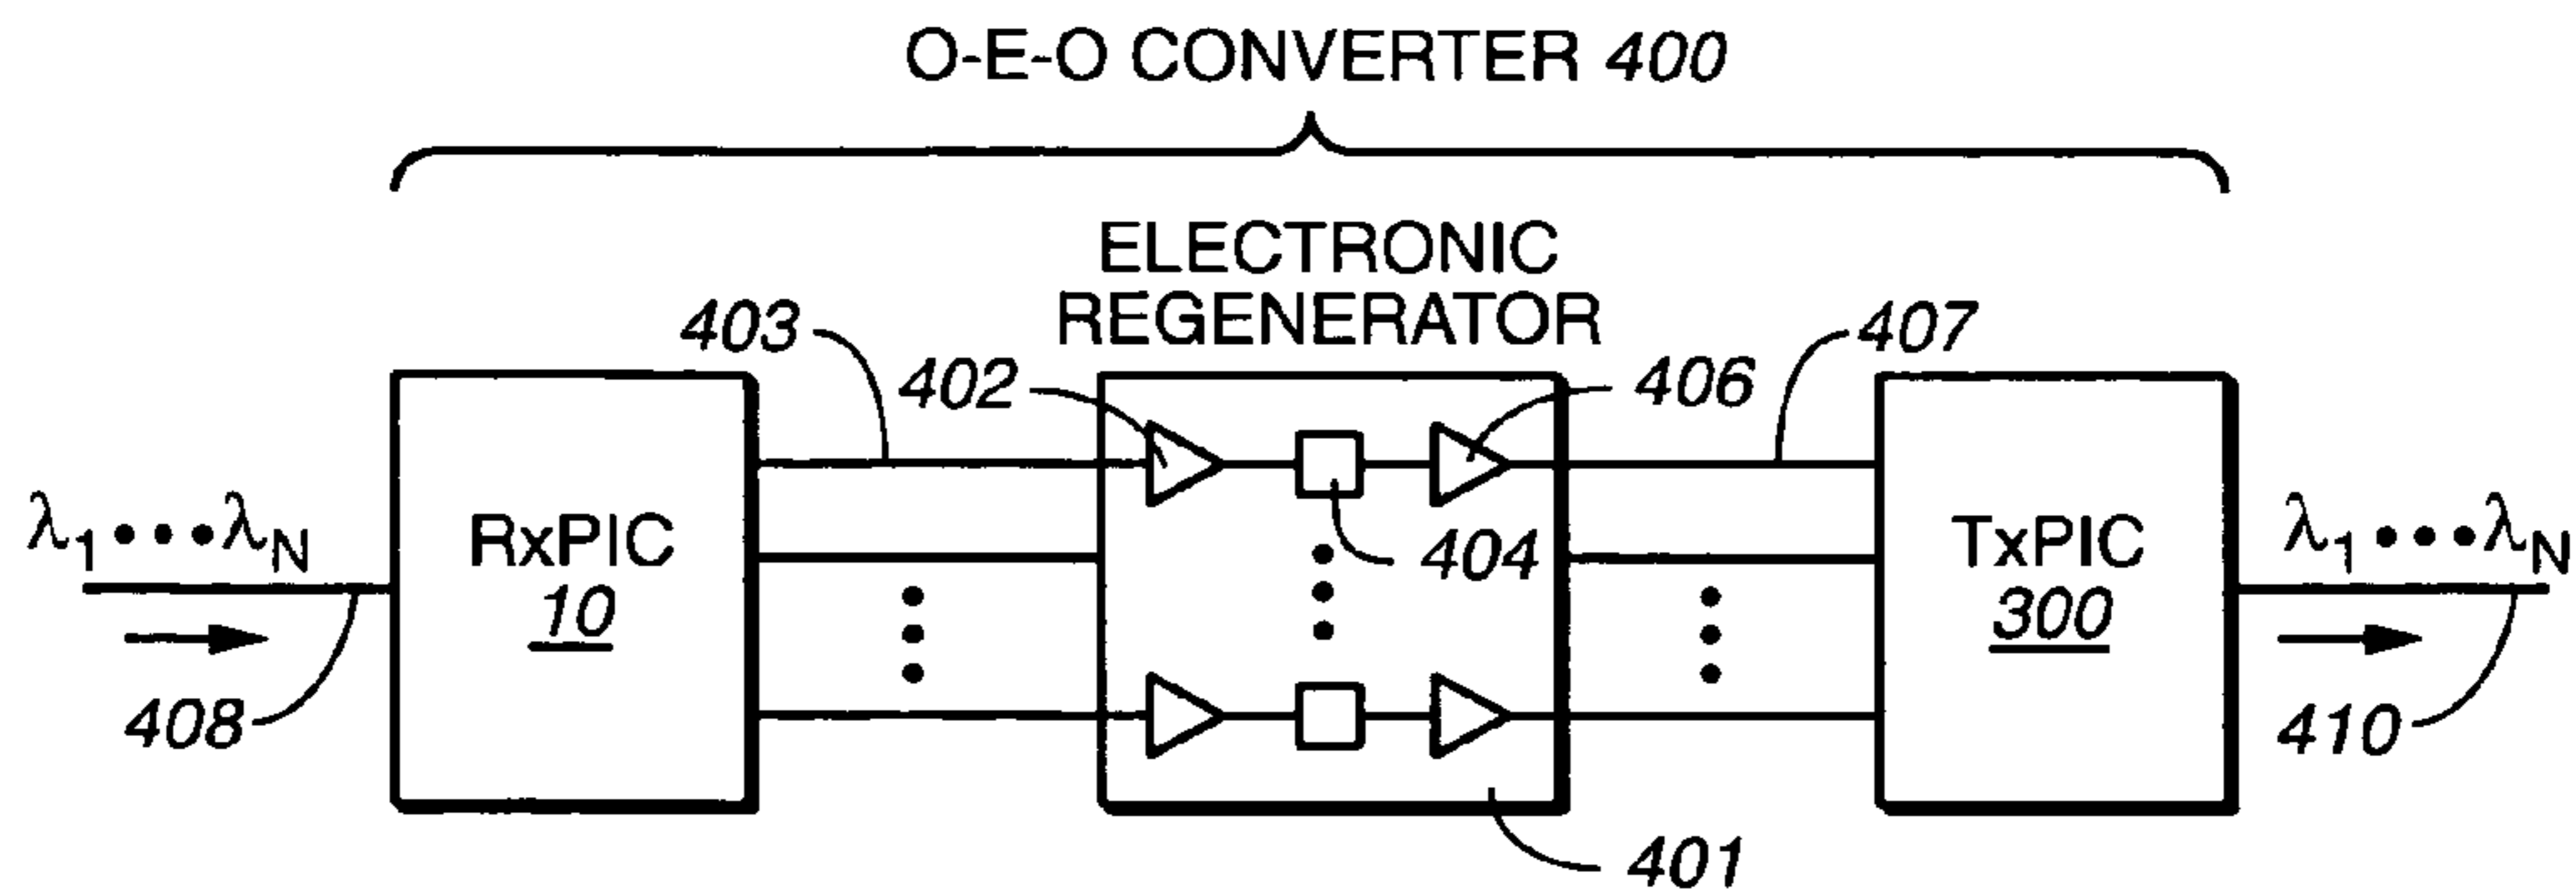 O-E-O CONVERTER 400
ELECTRONIC
REGENERATOR
403
402
406
407
λ1•••λN
408
RxPIC
10
404
401
TxPIC
300
λ1•••λN
410